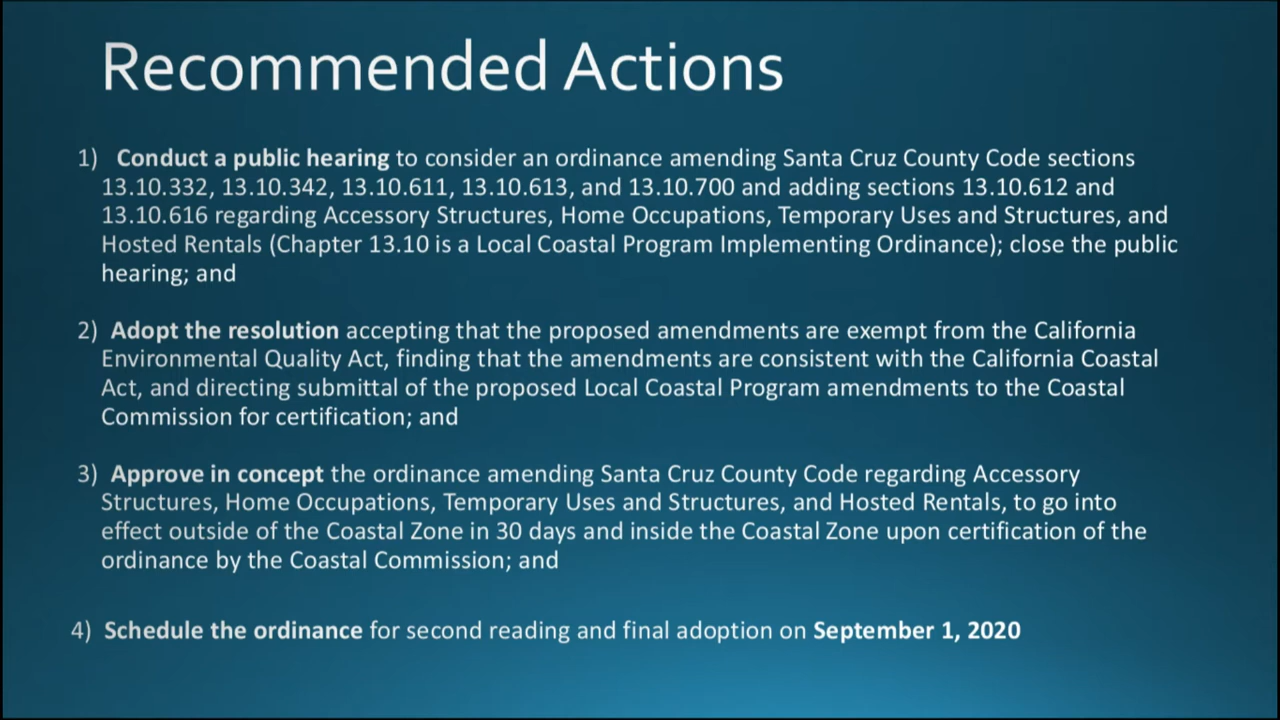 Recommended Actions
1) Conduct a public hearing to consider an ordinance amending Santa Cruz County Code sections
13.10.332, 13.10.342, 13.10.611, 13.10.613, and 13.10.700 and adding sections 13.10.612 and
13.10.616 regarding Accessory Structures, Home Occupations, Temporary Uses and Structures, and
Hosted Rentals (Chapter 13.10 is a Local Coastal Program Implementing Ordinance); close the public
hearing; and
2) Adopt the resolution accepting that the proposed amendments are exempt from the California
Environmental Quality Act, finding that the amendments are consistent with the California Coastal
Act, and directing submittal of the proposed Local Coastal Program amendments to the Coastal
Commission for certification; and
3) Approve in concept the ordinance amending Santa Cruz County Code regarding Accessory
Structures, Home Occupations, Temporary Uses and Structures, and Hosted Rentals, to go into
effect outside of the Coastal Zone in 30 days and inside the Coastal Zone upon certification of the
ordinance by the Coastal Commission; and
4) Schedule the ordinance for second reading and final adoption on September 1, 2020